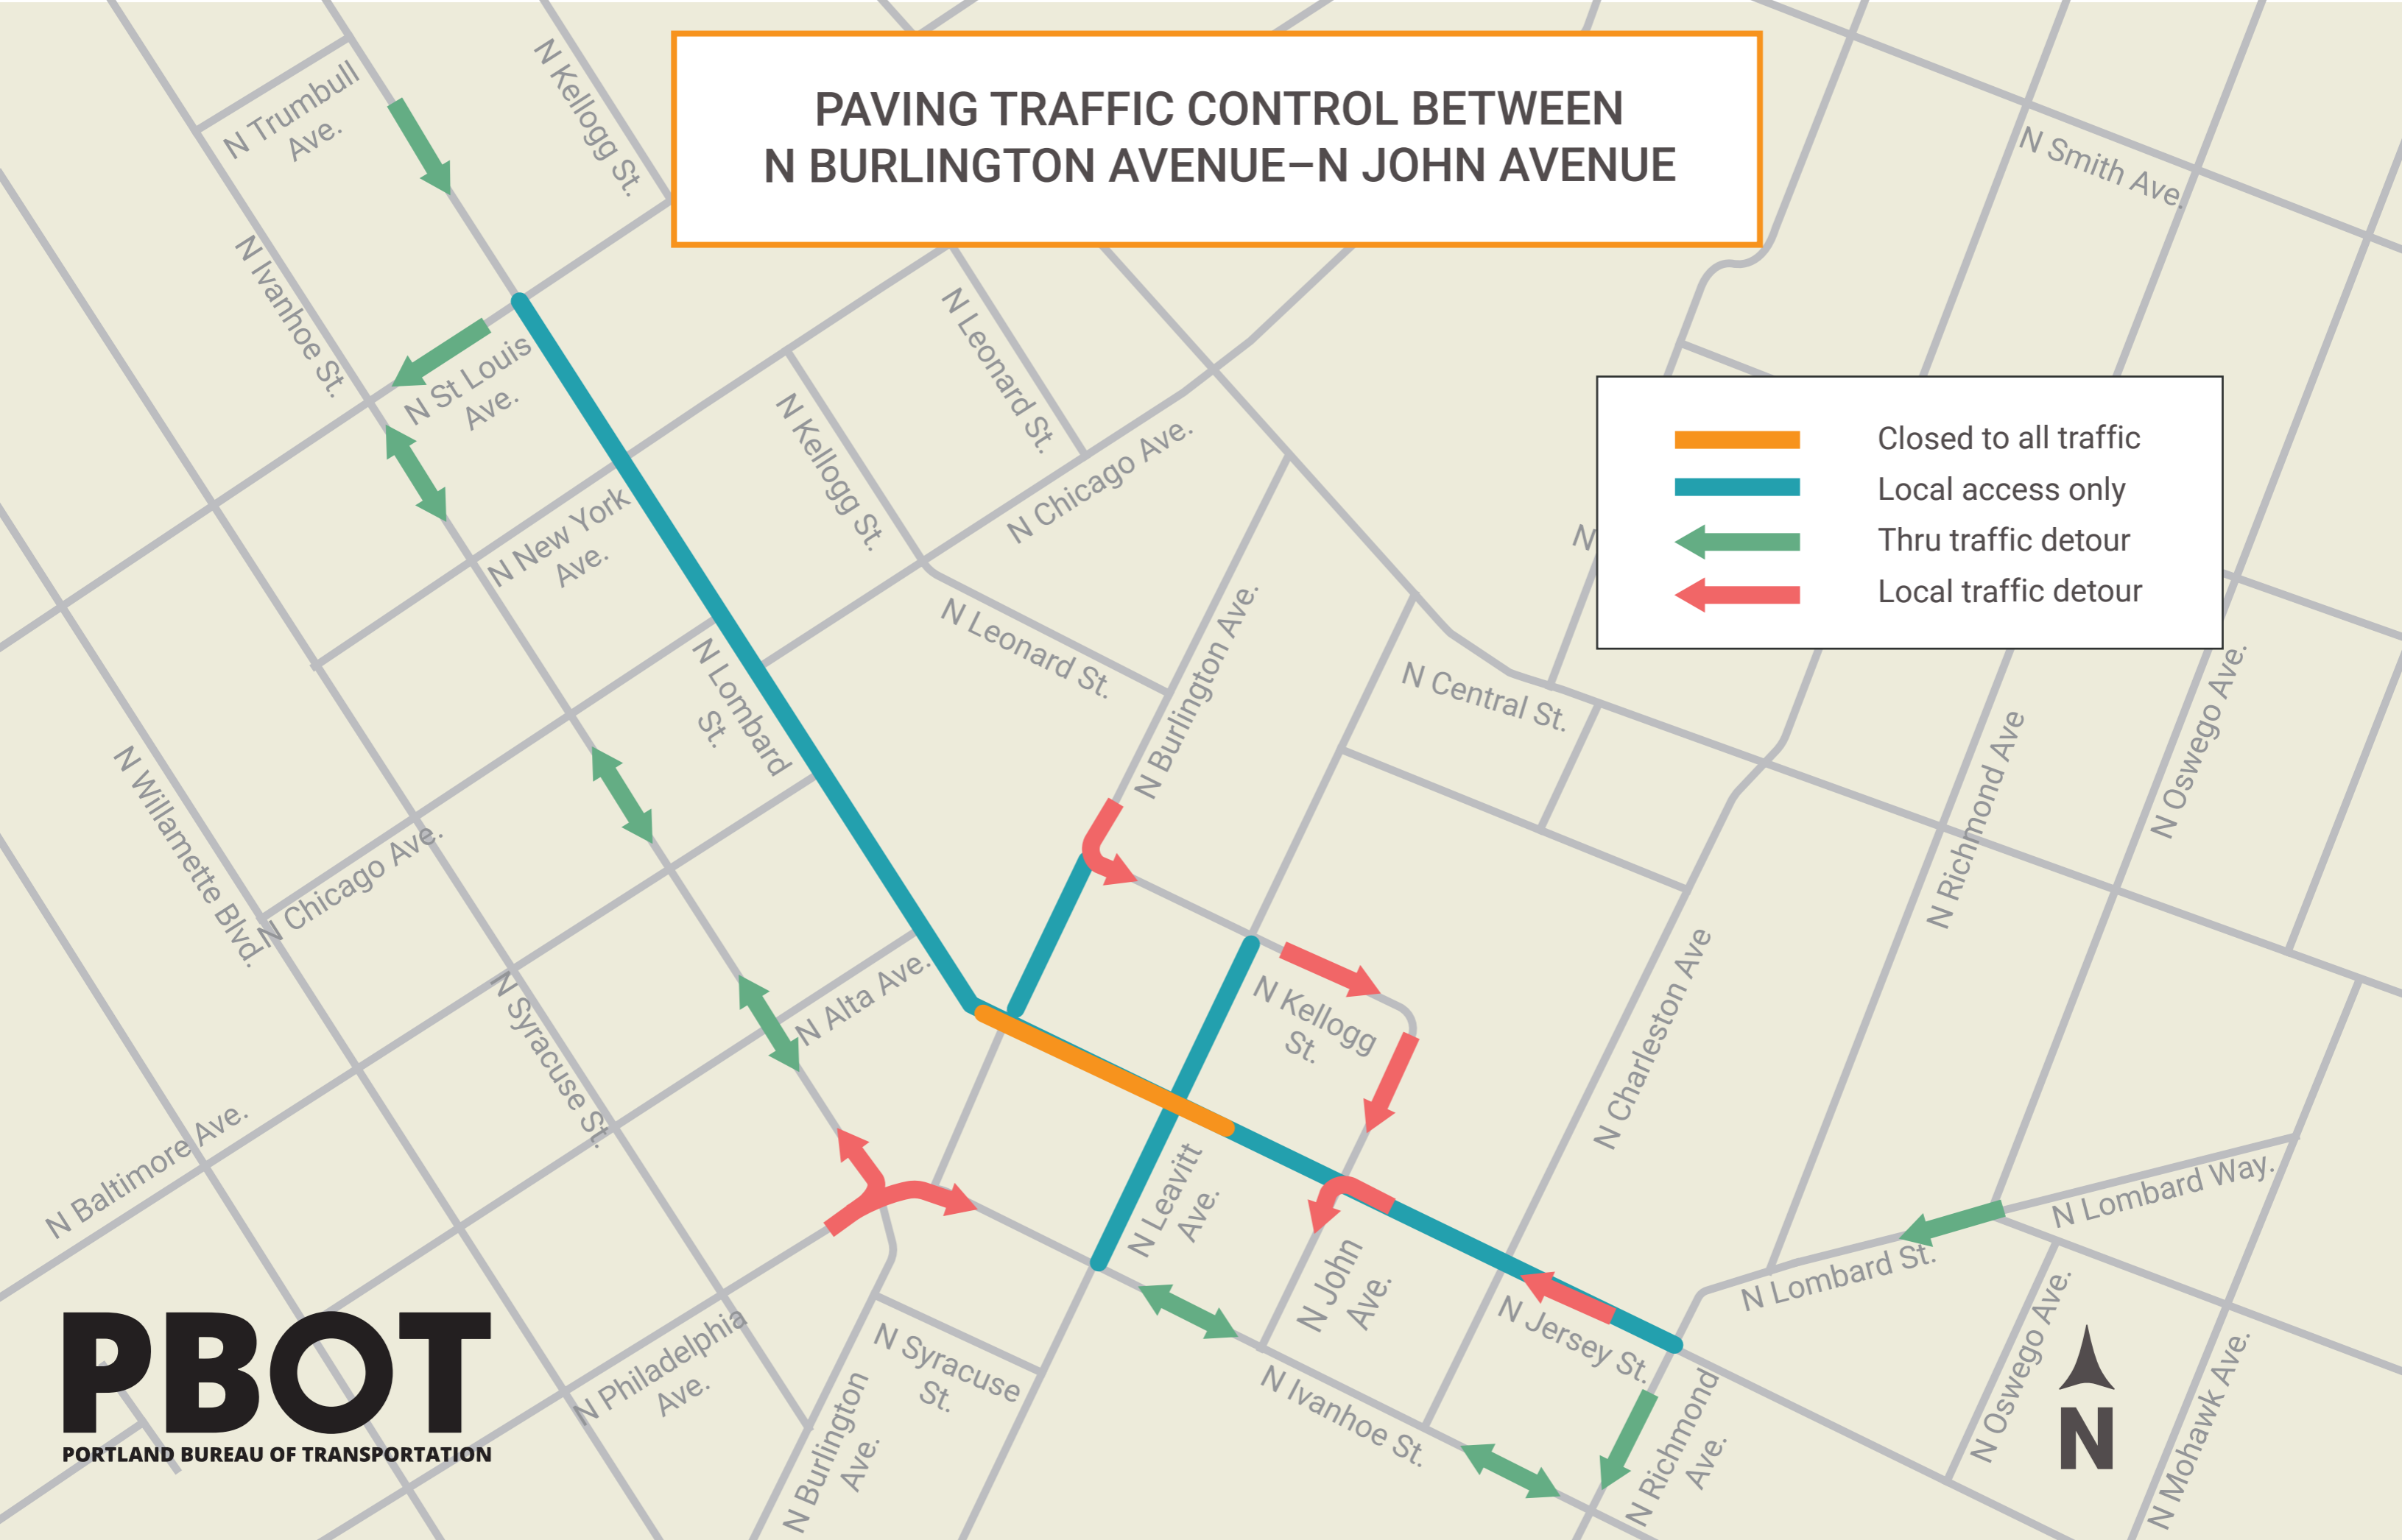 PAVING TRAFFIC CONTROL BETWEEN
N BURLINGTON AVENUE–N JOHN AVENUE
N Trumbull
Ave.
N Kellogg St.
N Smith Ave.
N Ivanhoe St.
N St Louis
Ave.
N Leonard St.
N Kellogg St.
N Chicago Ave.
Closed to all traffic
Local access only
Thru traffic detour
Local traffic detour
N
N New York
Ave.
N Leonard St.
N Burlington Ave.
N Lombard
St.
N Central St.
N Richmond Ave
N Oswego Ave.
N Willamette Blvd.
N Chicago Ave.
N Syracuse St.
N Alta Ave.
N Kellogg
St.
N Charleston Ave
N Baltimore Ave.
N Leavitt
Ave.
N John
Ave.
N Lombard Way.
N Lombard St.
N Jersey St.
N Philadelphia
Ave.
N Syracuse
St.
N Burlington
Ave.
N Ivanhoe St.
N Richmond
Ave.
N Oswego Ave.
N Mohawk Ave.
N
PBOT
PORTLAND BUREAU OF TRANSPORTATION